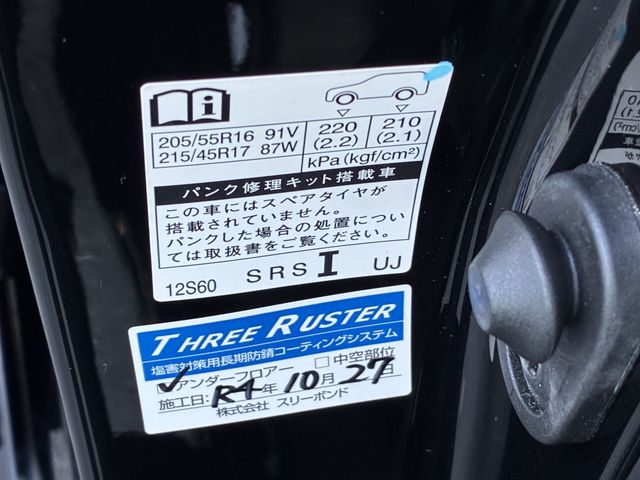 205/55R16 91V
215/45R17 87W
220
(2.2)
210
(2.1)
kPa (kgf/cm²)
パンク修理キット搭載車
この車にはスペアタイヤが
搭載されていません。
パンクした場合の処置につい
ては取扱書をご覧ください。
12S60 SRS I UJ
THREE RUSTER
塩害対策用長期防錆コーティングシステム
☑アンダーフロアー □中空部位
施工日: R4年 10月 27日
株式会社 スリーボンド